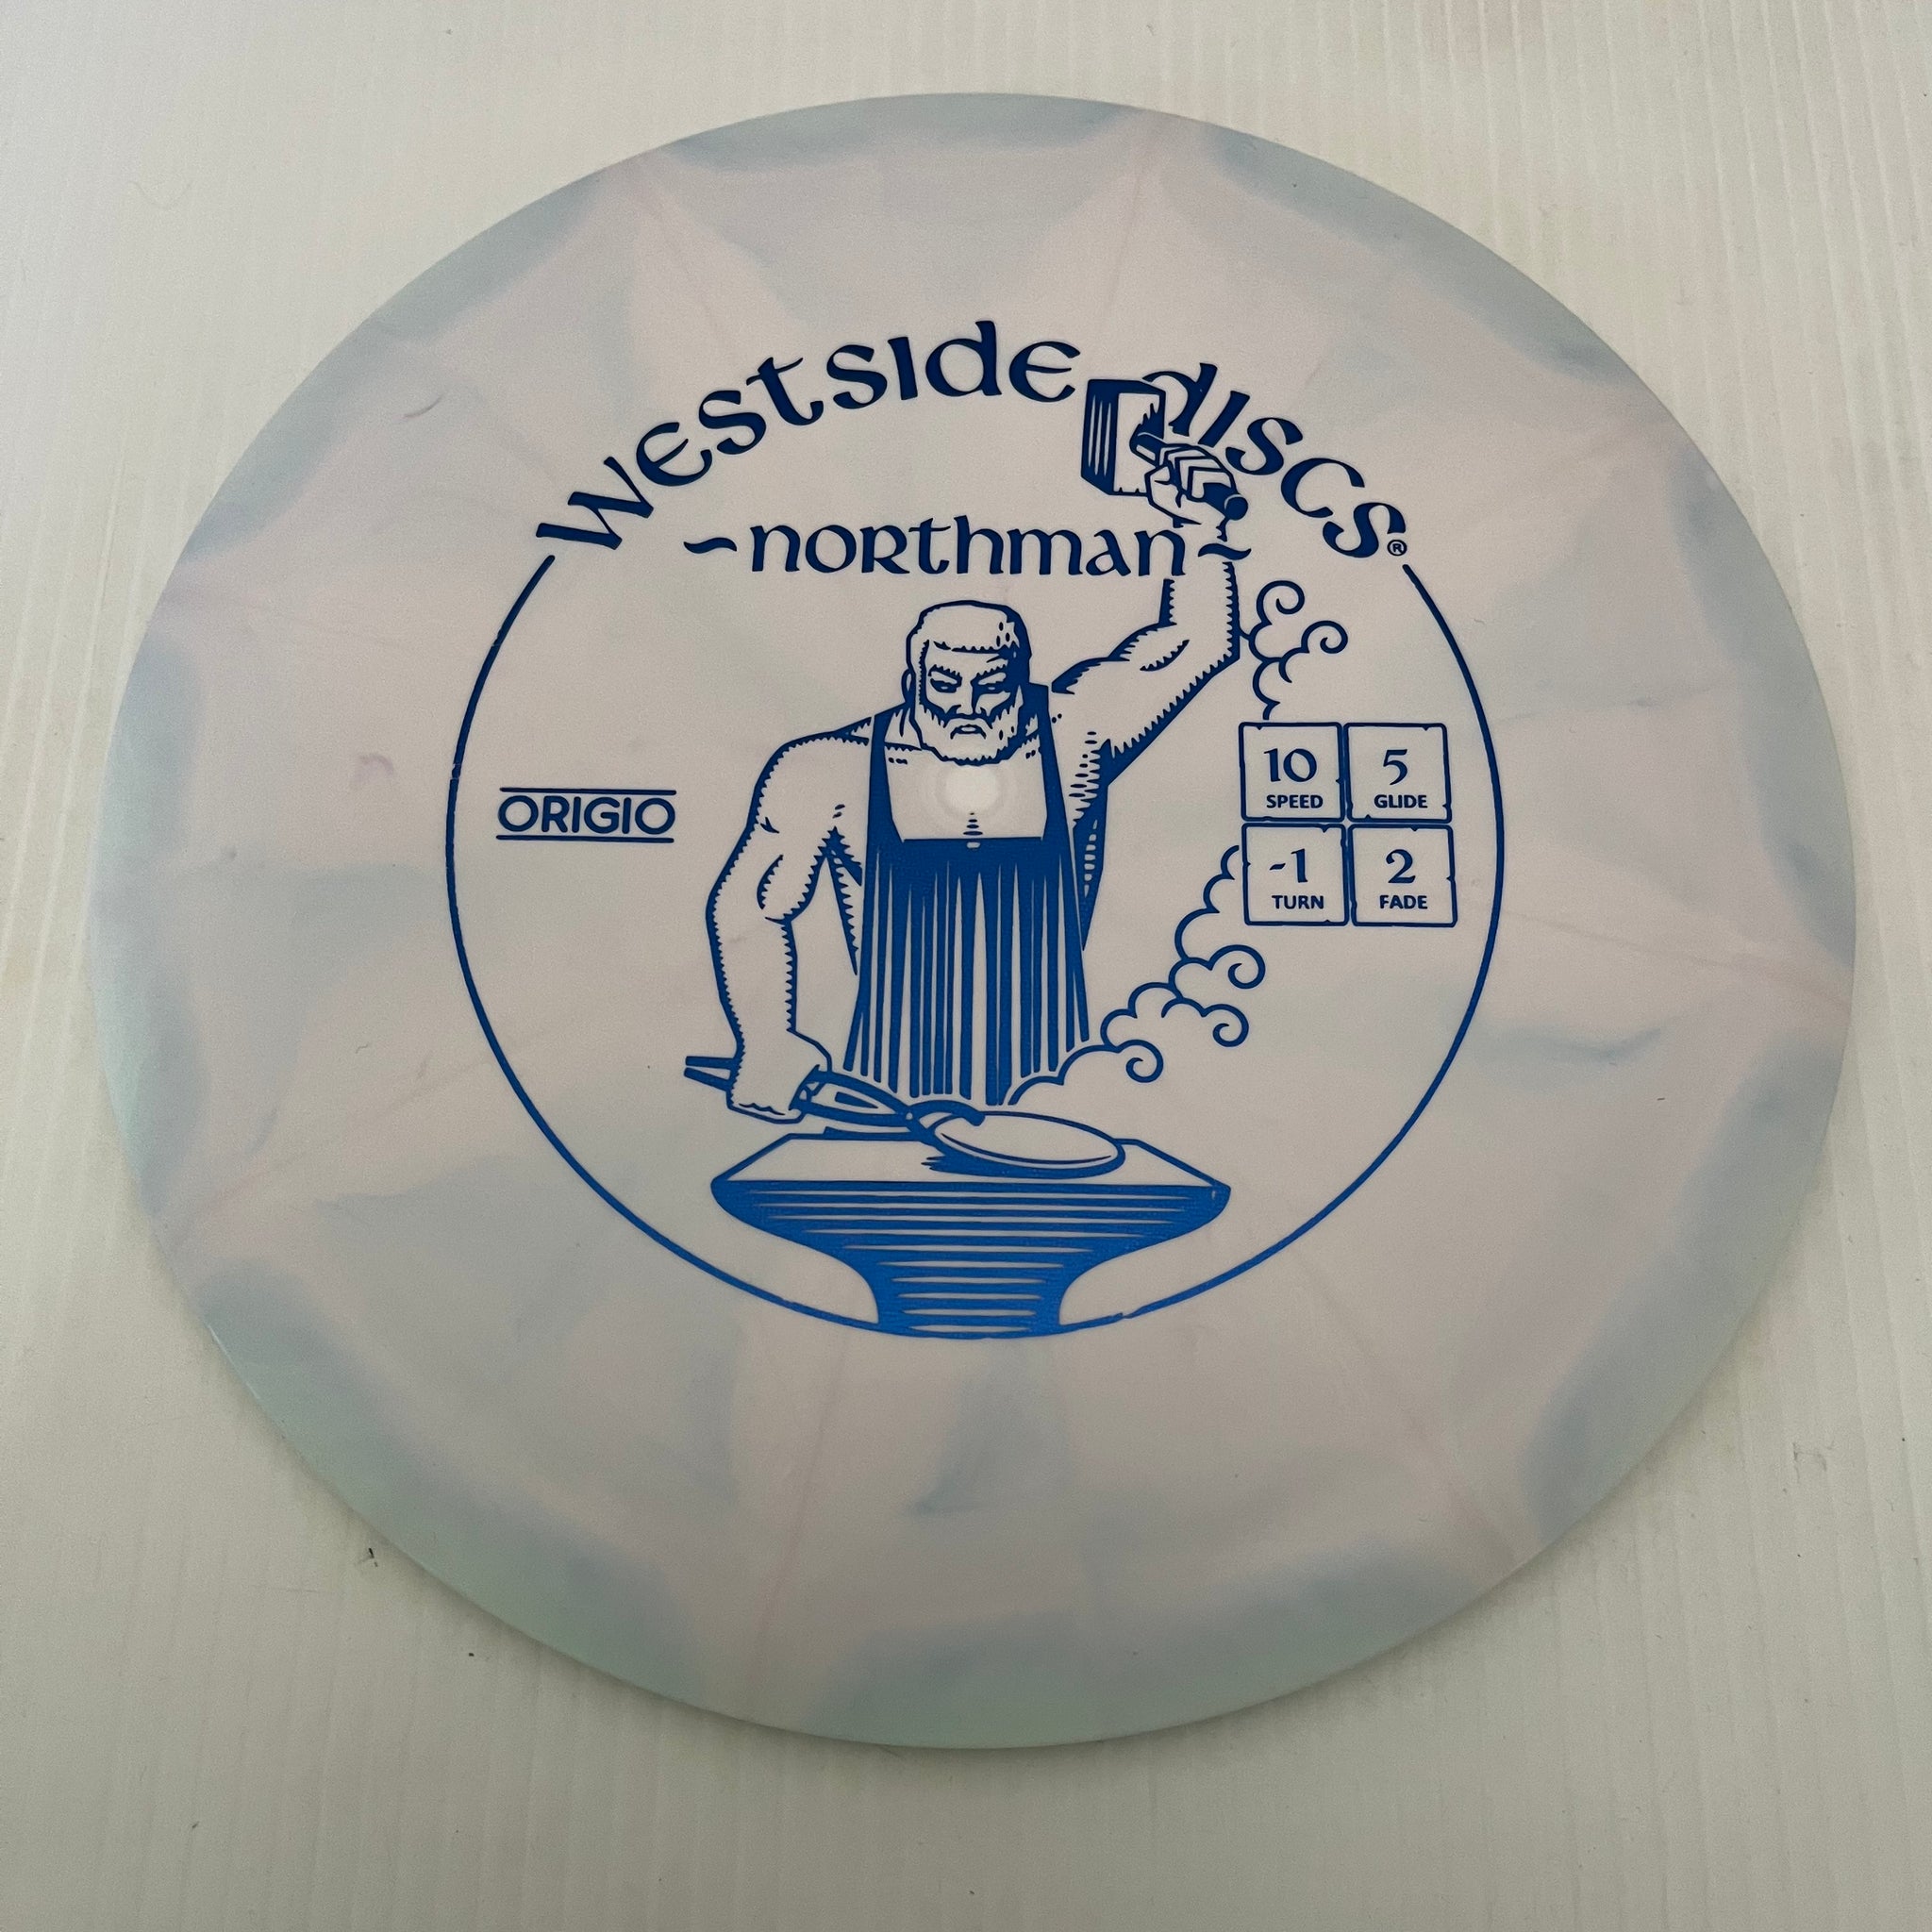 Westside Discs®
~Northman~
ORIGIO
10 5
SPEED GLIDE
-1 2
TURN FADE